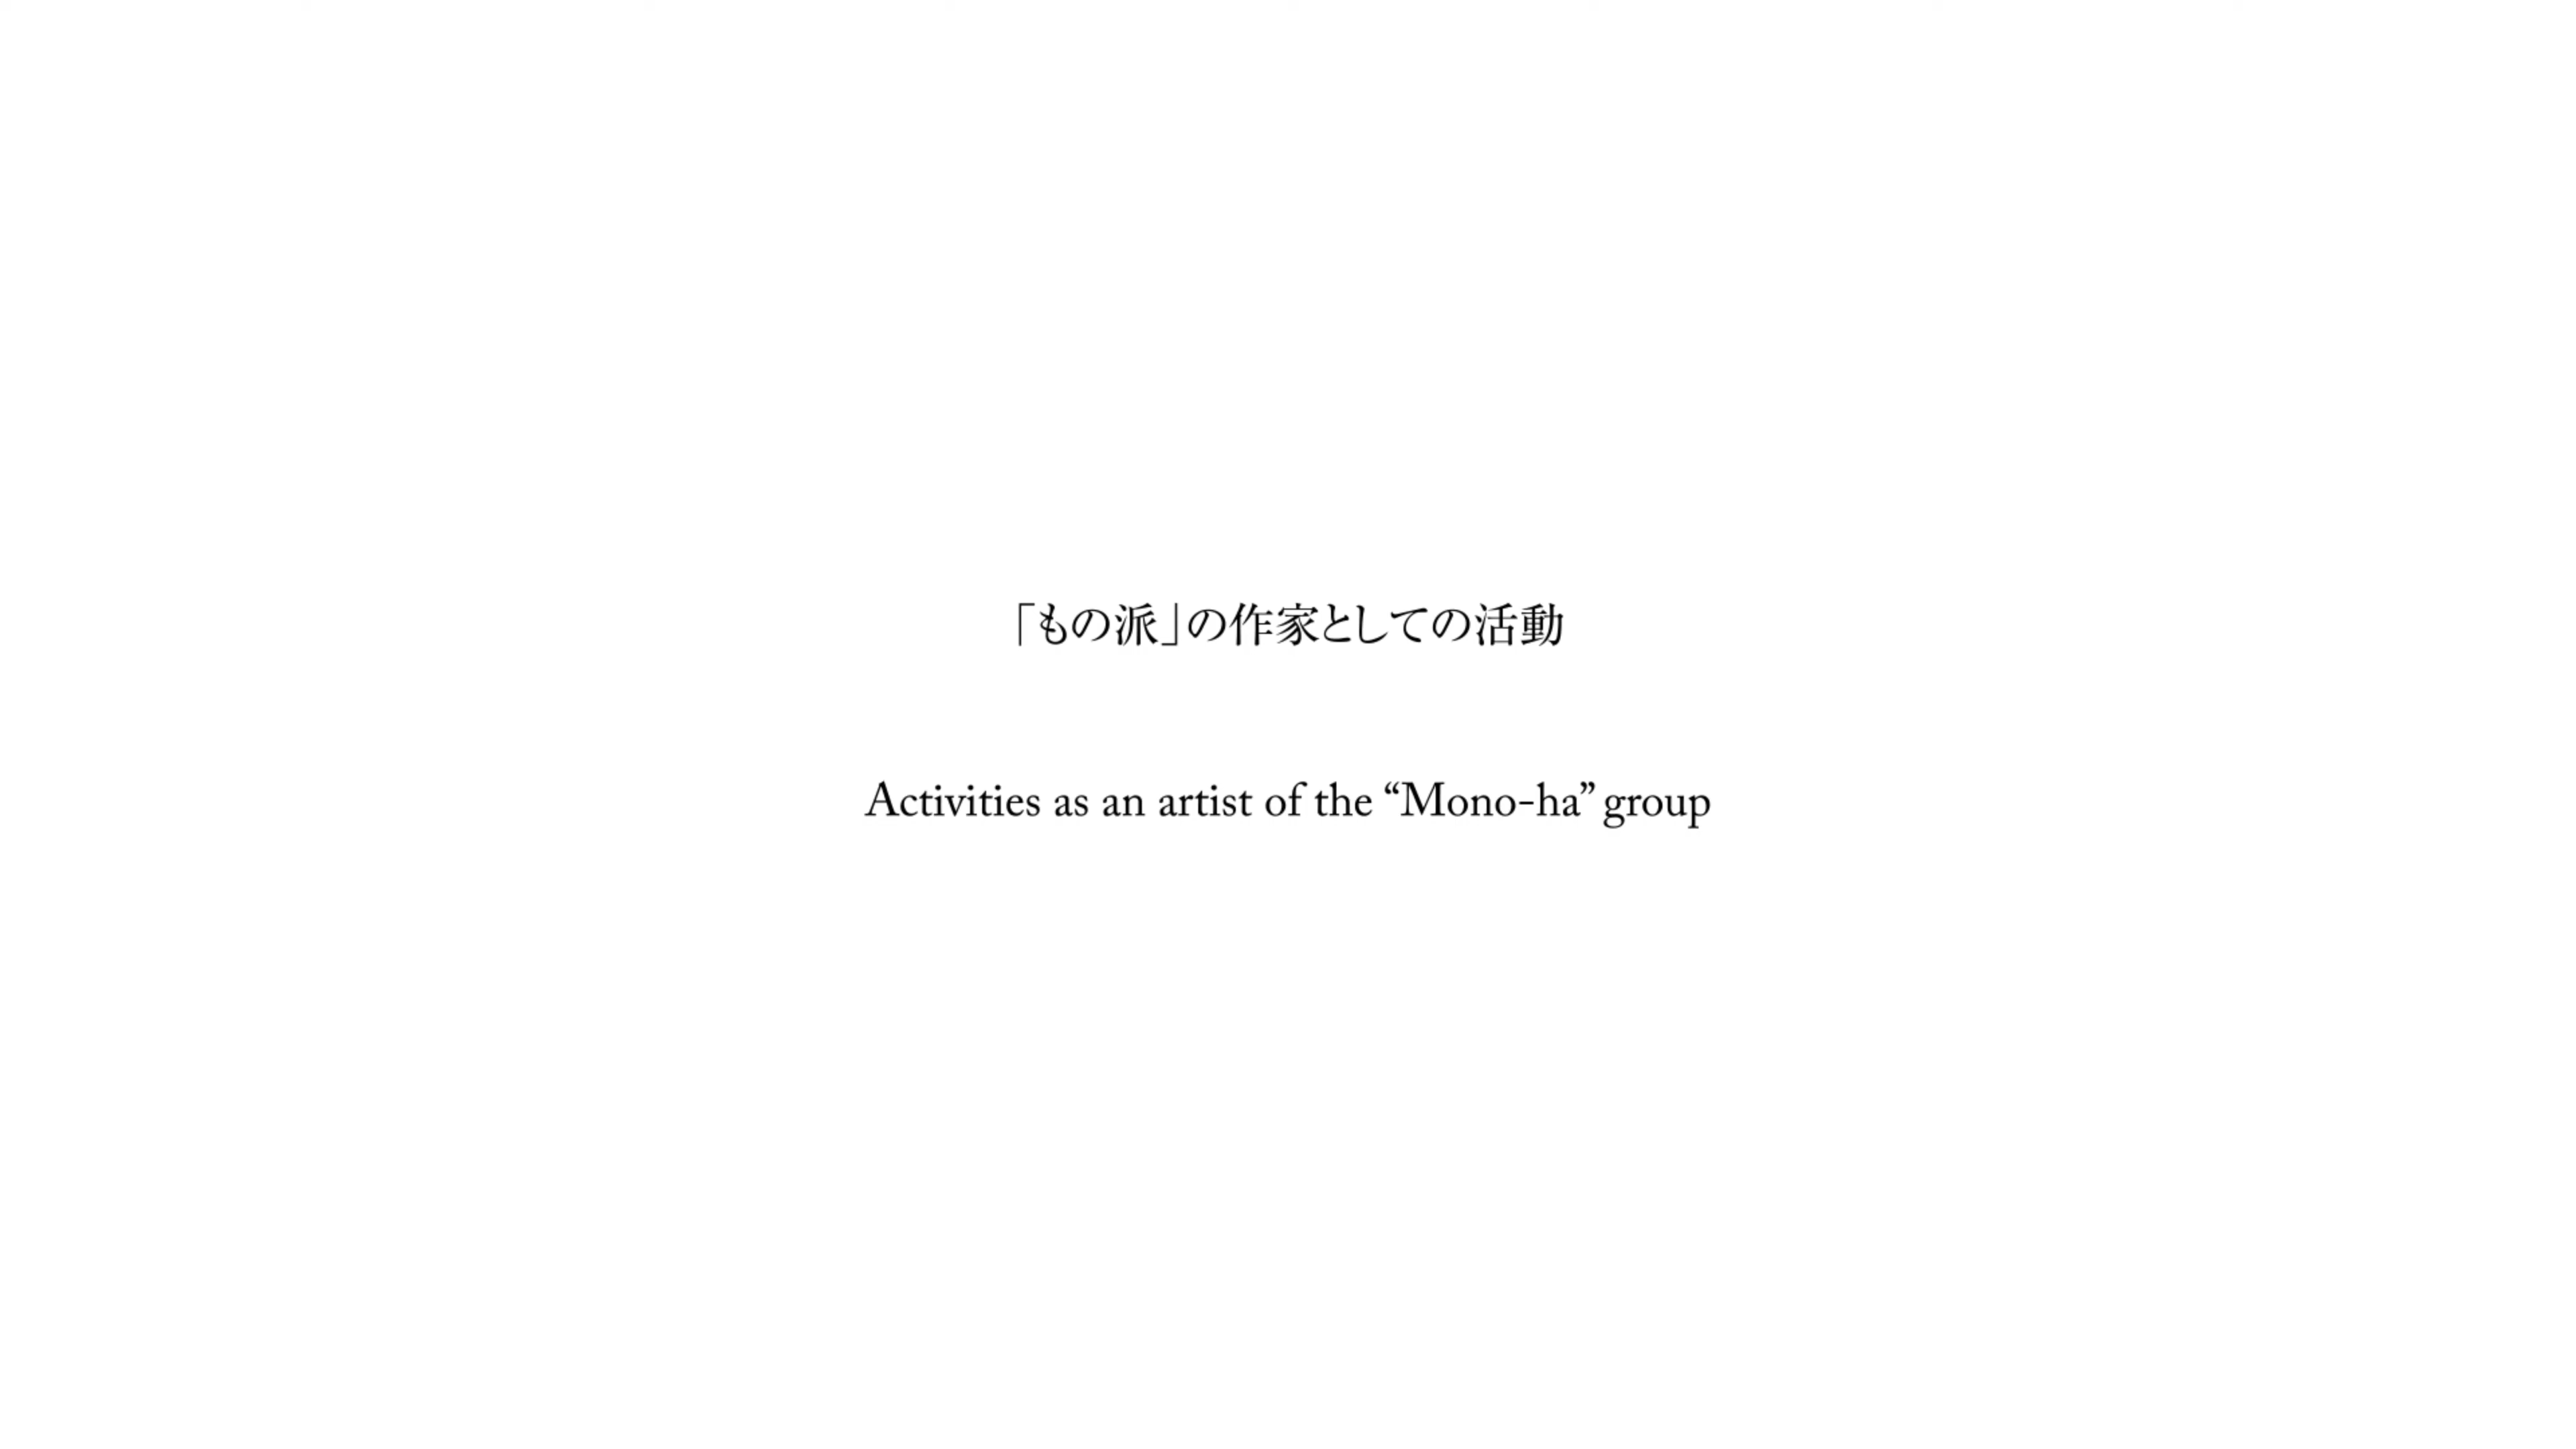 「もの派」の作家としての活動
Activities as an artist of the “Mono-ha” group